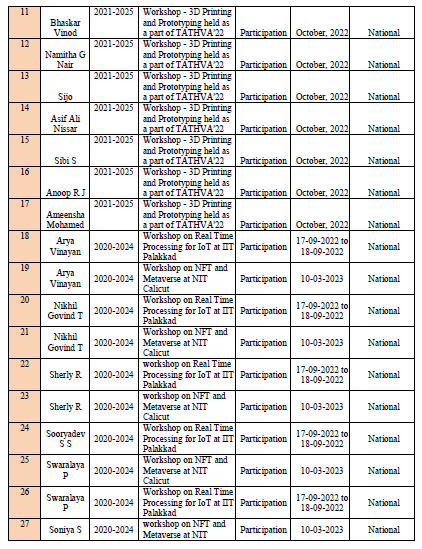 11 Bhaskar Vinod 2021-2025 Workshop - 3D Printing and Prototyping held as a part of TATHVA'22 Participation October, 2022 National
12 Namitha G Nair 2021-2025 Workshop - 3D Printing and Prototyping held as a part of TATHVA'22 Participation October, 2022 National
13 Sijo 2021-2025 Workshop - 3D Printing and Prototyping held as a part of TATHVA'22 Participation October, 2022 National
14 Asif Ali Nissar 2021-2025 Workshop - 3D Printing and Prototyping held as a part of TATHVA'22 Participation October, 2022 National
15 Sibi S 2021-2025 Workshop - 3D Printing and Prototyping held as a part of TATHVA'22 Participation October, 2022 National
16 Anoop R J 2021-2025 Workshop - 3D Printing and Prototyping held as a part of TATHVA'22 Participation October, 2022 National
17 Ameensha Mohamed 2021-2025 Workshop - 3D Printing and Prototyping held as a part of TATHVA'22 Participation October, 2022 National
18 Arya Vinayan 2020-2024 Workshop on Real Time Processing for IoT at IIT Palakkad Participation 17-09-2022 to 18-09-2022 National
19 Arya Vinayan 2020-2024 Workshop on NFT and Metaverse at NIT Calicut Participation 10-03-2023 National
20 Nikhil Govind T 2020-2024 Workshop on Real Time Processing for IoT at IIT Palakkad Participation 17-09-2022 to 18-09-2022 National
21 Nikhil Govind T 2020-2024 Workshop on NFT and Metaverse at NIT Calicut Participation 10-03-2023 National
22 Sherly R 2020-2024 workshop on Real Time Processing for IoT at IIT Palakkad Participation 17-09-2022 to 18-09-2022 National
23 Sherly R 2020-2024 workshop on NFT and Metaverse at NIT Calicut Participation 10-03-2023 National
24 Sooryadev S S 2020-2024 Workshop on Real Time Processing for IoT at IIT Palakkad Participation 17-09-2022 to 18-09-2022 National
25 Swaralaya P 2020-2024 Workshop on NFT and Metaverse at NIT Calicut Participation 10-03-2023 National
26 Swaralaya P 2020-2024 Workshop on Real Time Processing for IoT at IIT Palakkad Participation 17-09-2022 to 18-09-2022 National
27 Soniya S 2020-2024 workshop on NFT and Metaverse at NIT Participation 10-03-2023 National